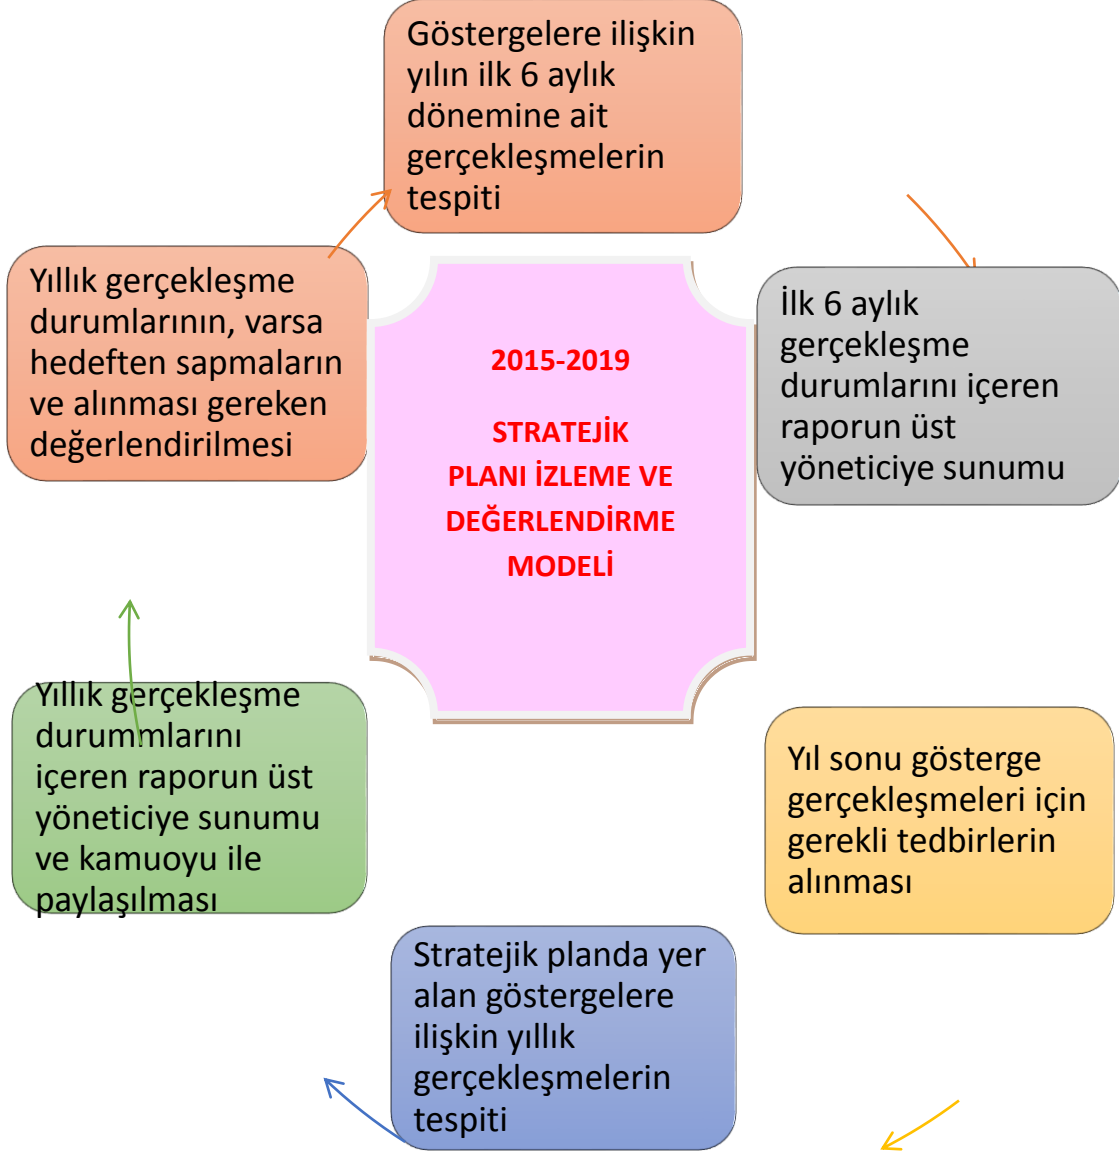 Göstergelere ilişkin
yılın ilk 6 aylık
dönemine ait
gerçekleşmelerin
tespiti
İlk 6 aylık
gerçekleşme
durumlarını içeren
raporun üst
yöneticiye sunumu
Yıl sonu gösterge
gerçekleşmeleri için
gerekli tedbirlerin
alınması
Stratejik planda yer
alan göstergelere
ilişkin yıllık
gerçekleşmelerin
tespiti
Yıllık gerçekleşme
durummlarını
içeren raporun üst
yöneticiye sunumu
ve kamuoyu ile
paylaşılması
Yıllık gerçekleşme
durumlarının, varsa
hedeften sapmaların
ve alınması gereken
değerlendirilmesi
2015-2019
STRATEJİK
PLANI İZLEME VE
DEĞERLENDİRME
MODELİ